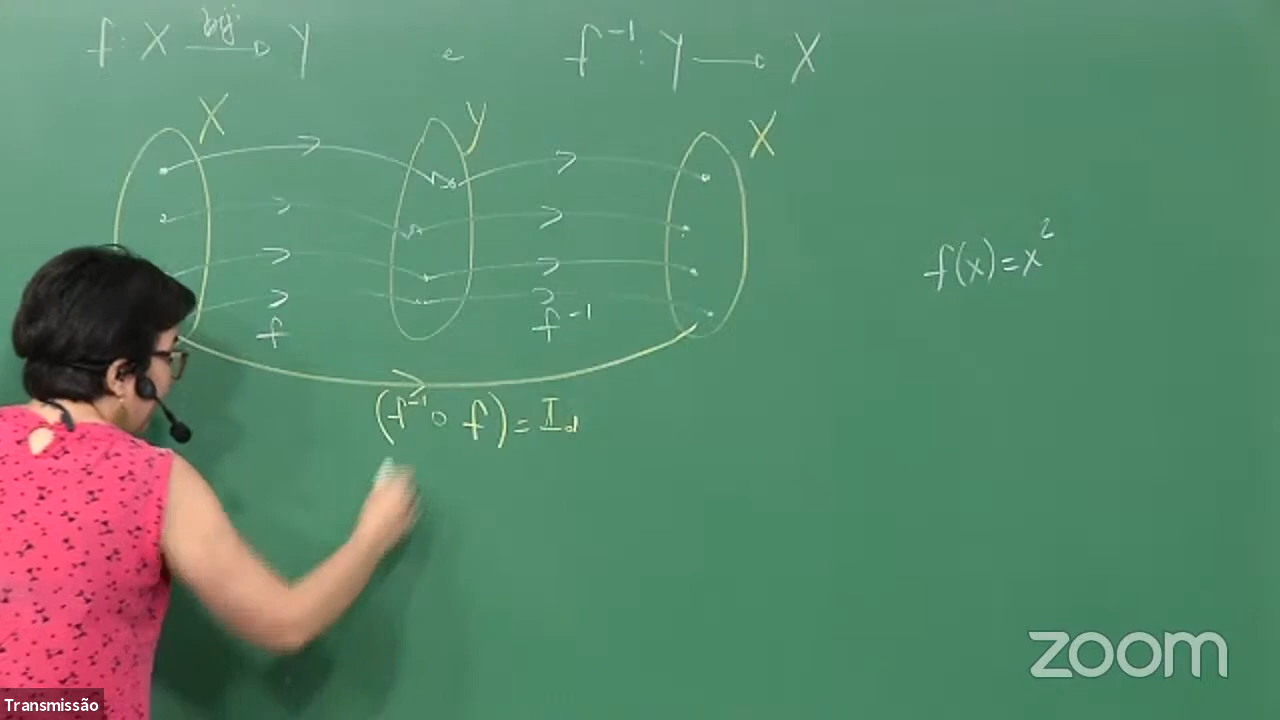 f: X bij→ Y e f⁻¹: Y → X
X Y X
f(x)=x²
f f⁻¹
(f⁻¹ ∘ f) = Id
zoom
Transmissão